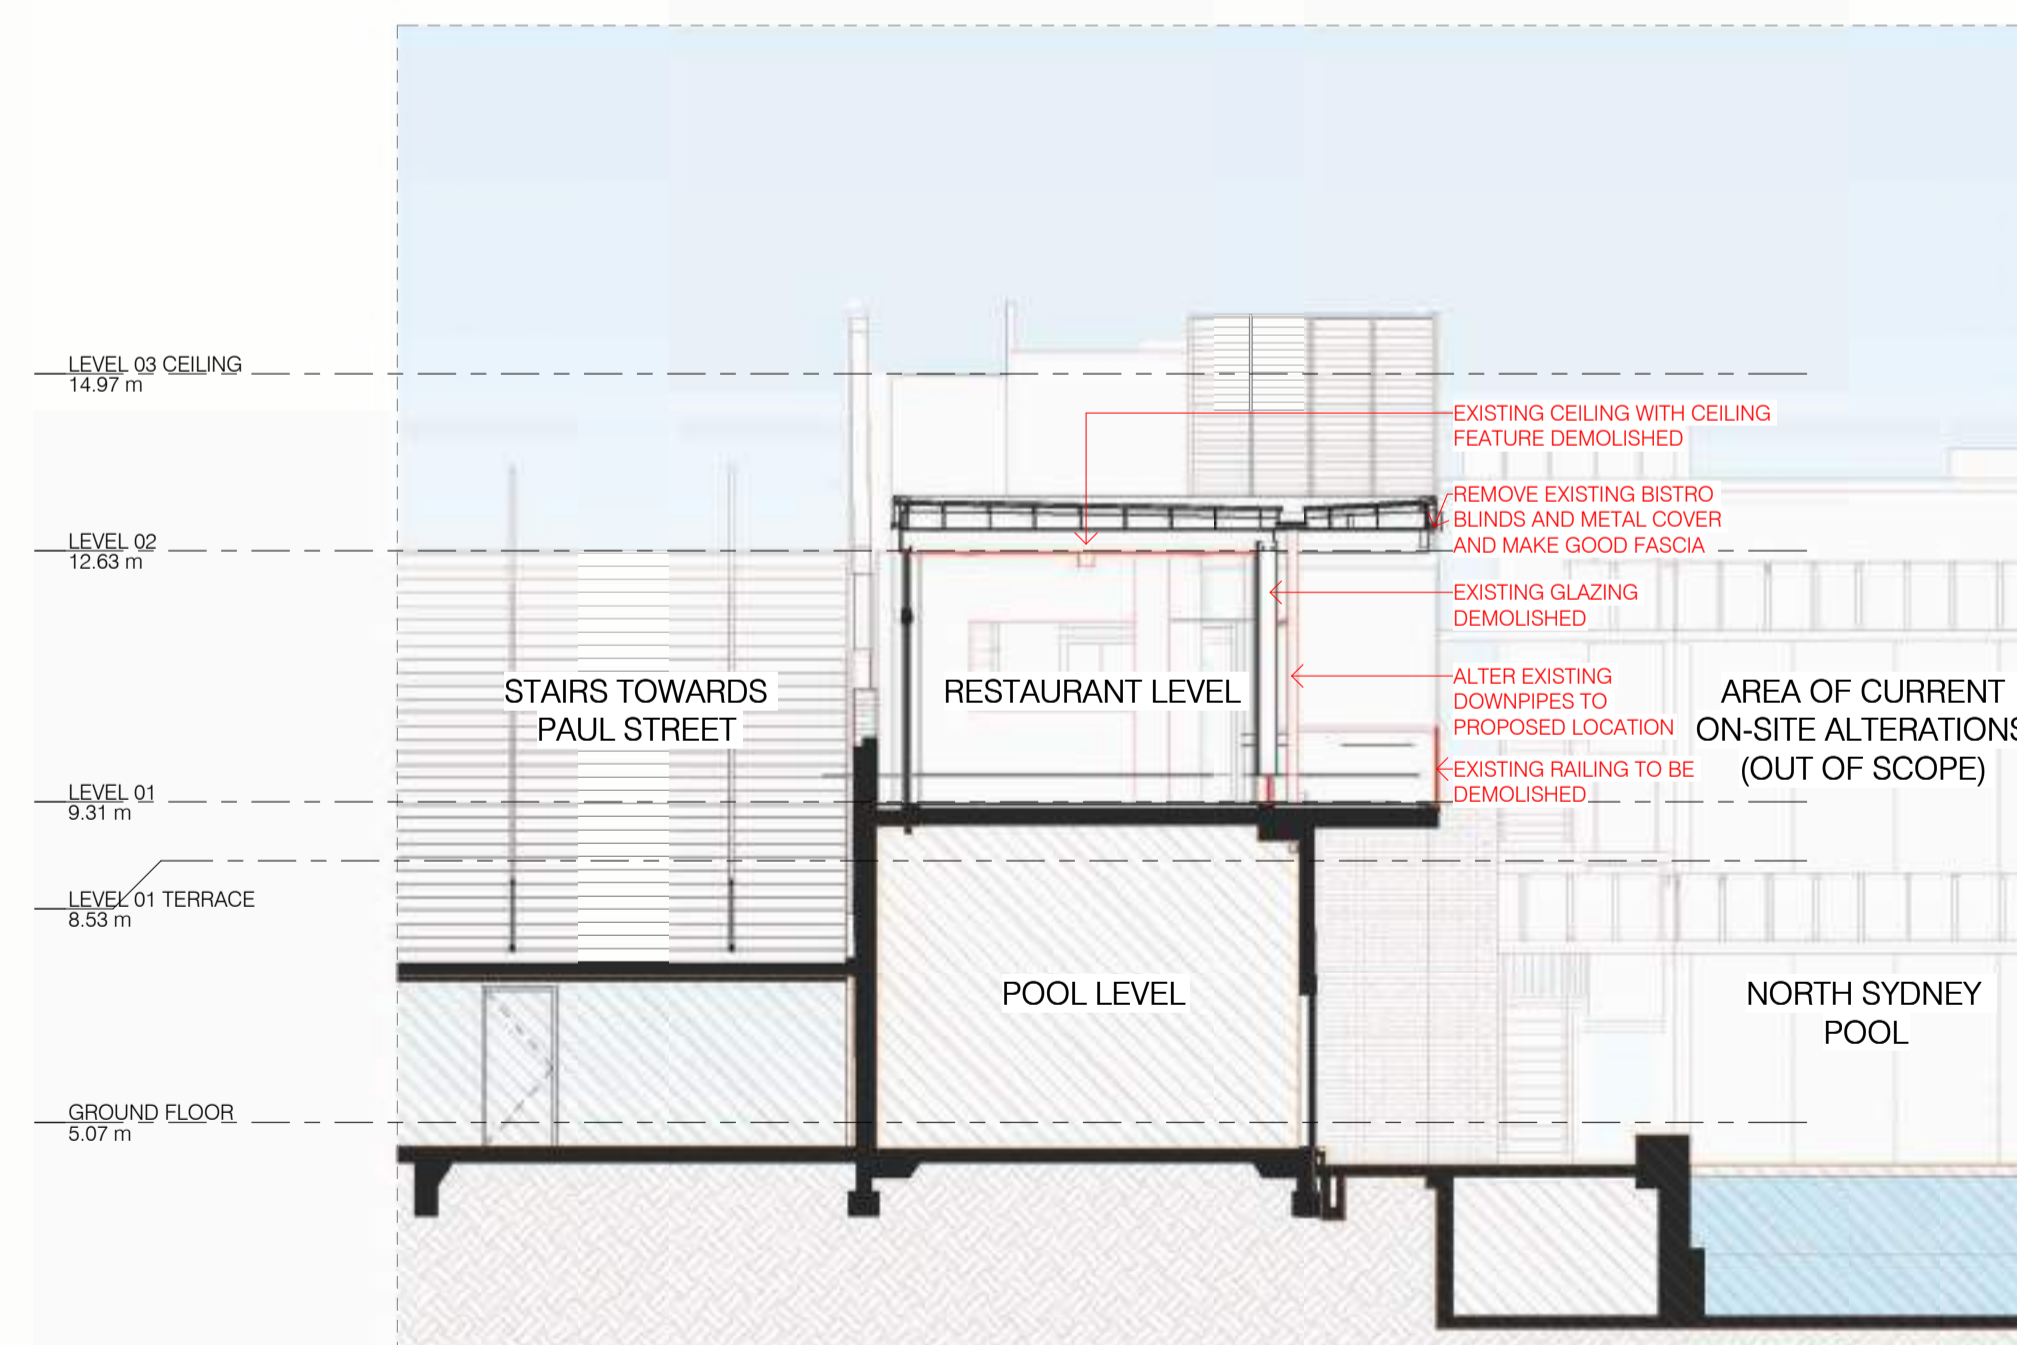 LEVEL 03 CEILING
14.97 m
LEVEL 02
12.63 m
LEVEL 01
9.31 m
LEVEL 01 TERRACE
8.53 m
GROUND FLOOR
5.07 m
STAIRS TOWARDS
PAUL STREET
RESTAURANT LEVEL
POOL LEVEL
EXISTING CEILING WITH CEILING
FEATURE DEMOLISHED
REMOVE EXISTING BISTRO
BLINDS AND METAL COVER
AND MAKE GOOD FASCIA
EXISTING GLAZING
DEMOLISHED
ALTER EXISTING
DOWNPIPES TO
PROPOSED LOCATION
EXISTING RAILING TO BE
DEMOLISHED
AREA OF CURRENT
ON-SITE ALTERATIONS
(OUT OF SCOPE)
NORTH SYDNEY
POOL